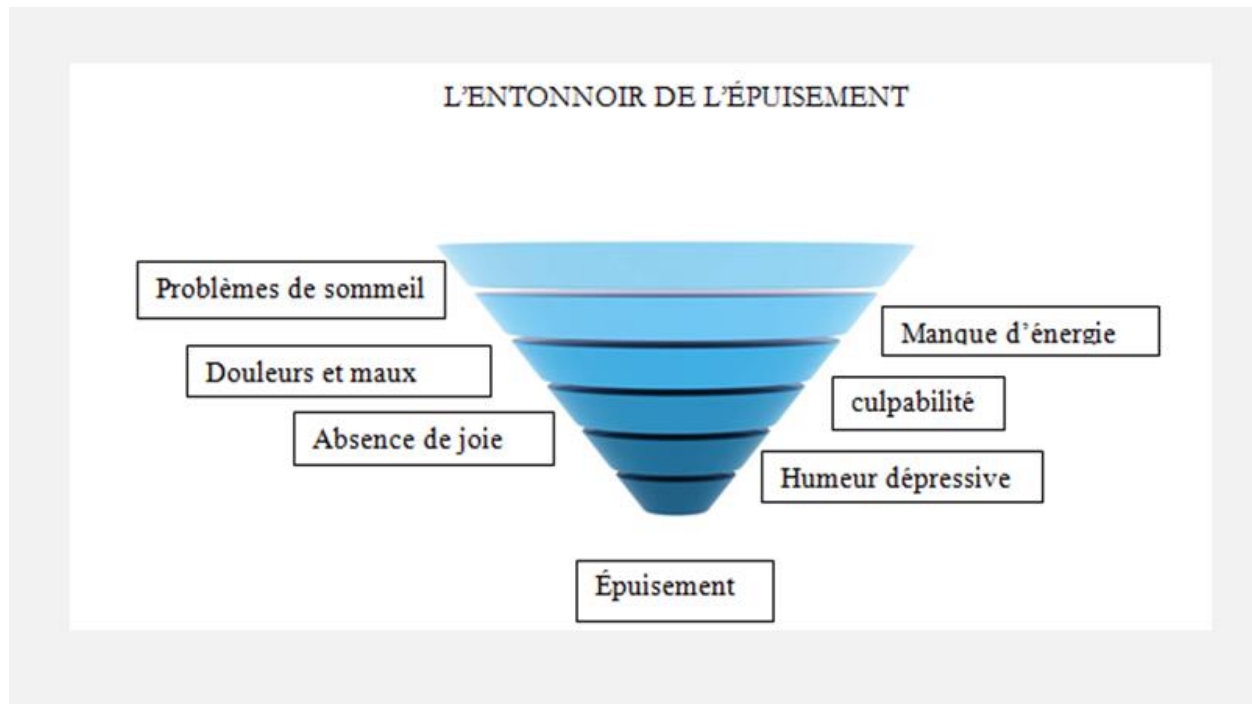 L'ENTONNOIR DE L'ÉPUISEMENT
Problèmes de sommeil
Manque d'énergie
Douleurs et maux
culpabilité
Absence de joie
Humeur dépressive
Épuisement